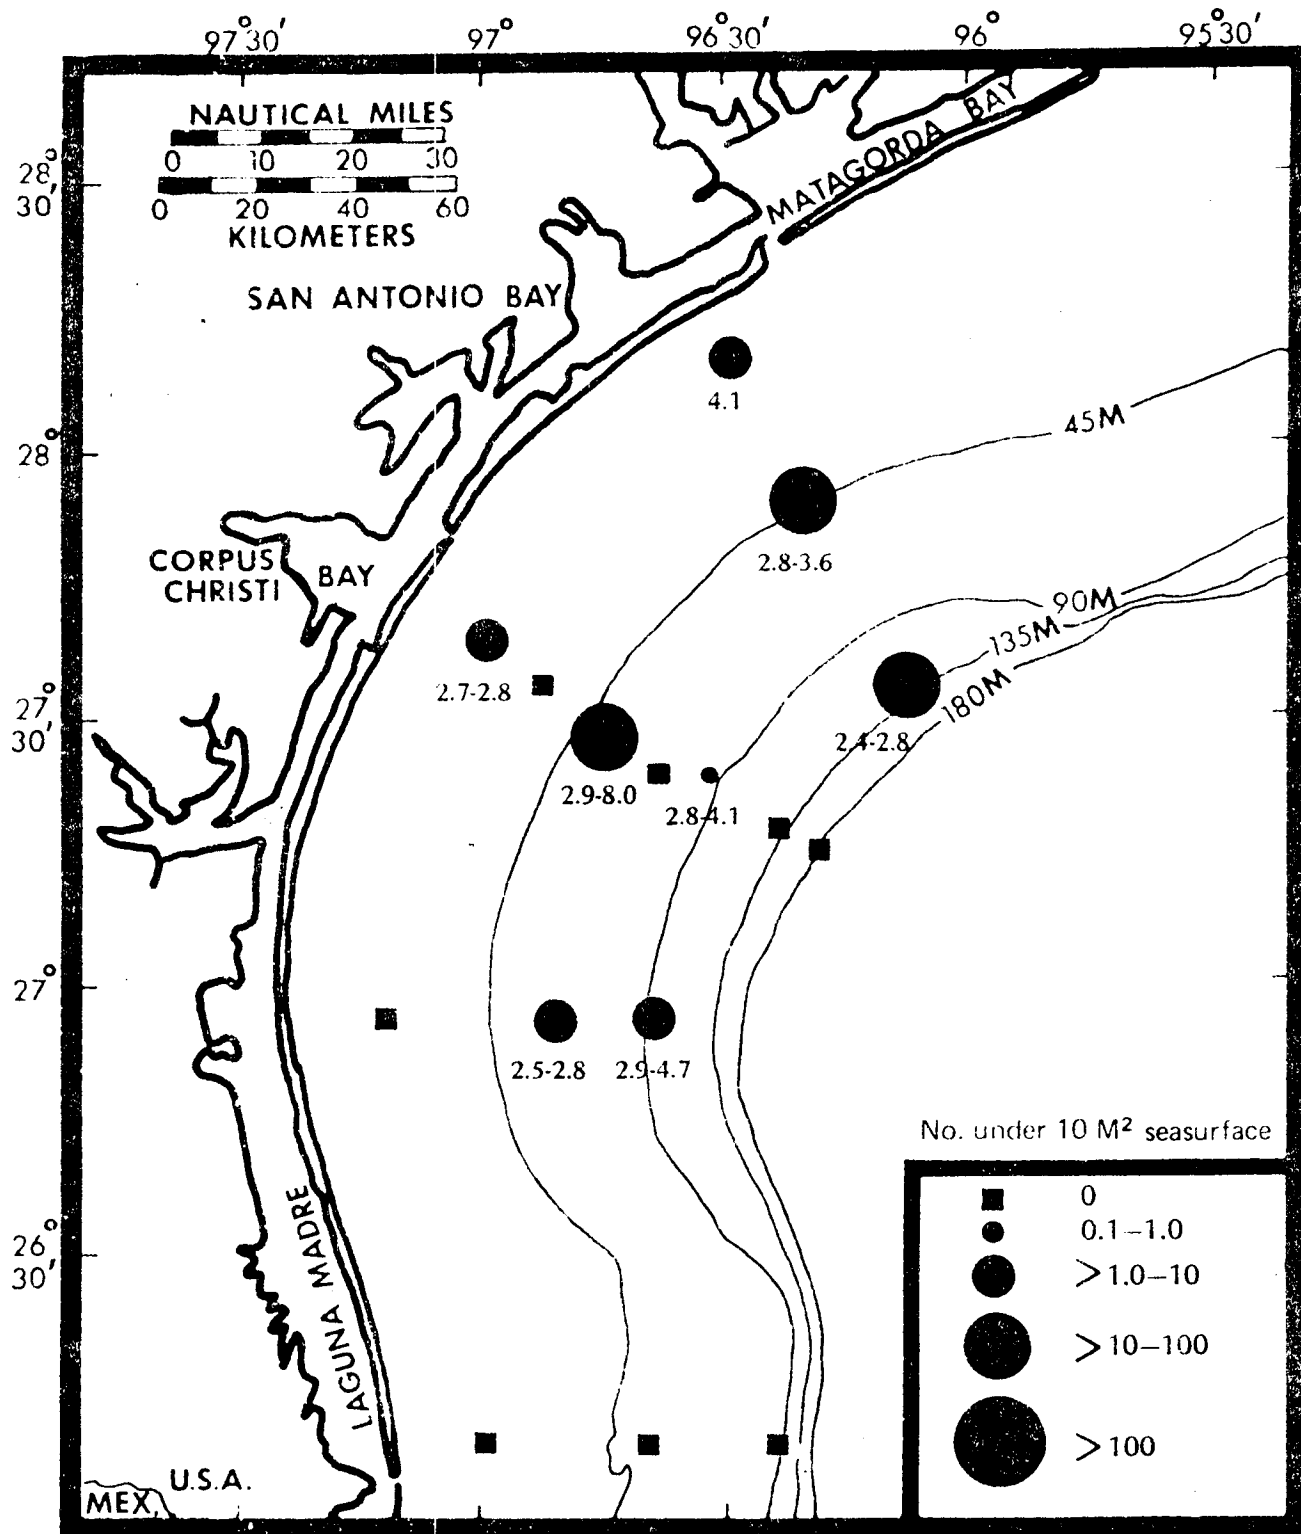 97°30′ 97° 96°30′ 96° 95°30′
NAUTICAL MILES
0 10 20 30
0 20 40 60
KILOMETERS
28°
30′
MATAGORDA BAY
SAN ANTONIO BAY
4.1
45M
28°
2.8-3.6
CORPUS
CHRISTI BAY
90M
135M
180M
2.7-2.8
27°
30′
2.4-2.8
2.9-8.0
2.8-4.1
27°
2.5-2.8 2.9-4.7
No. under 10 M² seasurface
0
0.1–1.0
>1.0–10
>10–100
>100
26°
30′
LAGUNA MADRE
U.S.A.
MEX.